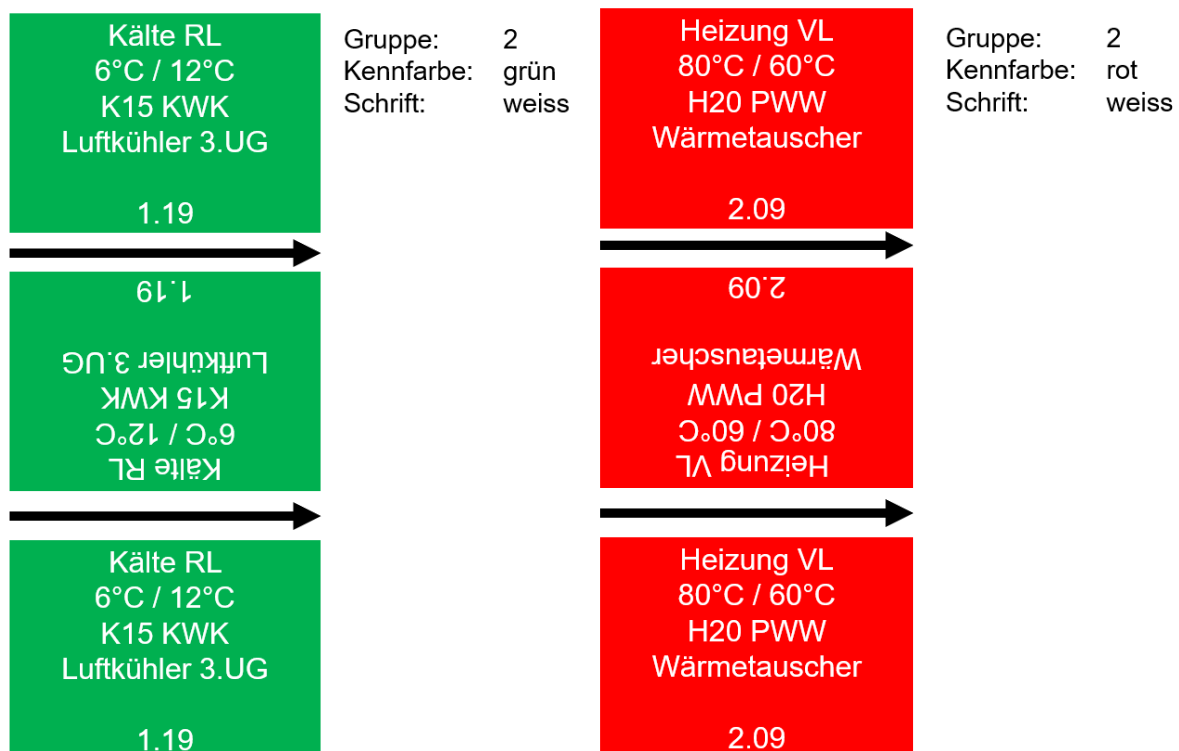 Kälte RL
6°C / 12°C
K15 KWK
Luftkühler 3.UG
1.19
Gruppe: 2
Kennfarbe: grün
Schrift: weiss
1.19
Luftkühler 3.UG
K15 KWK
6°C / 12°C
Kälte RL
Kälte RL
6°C / 12°C
K15 KWK
Luftkühler 3.UG
1.19
Heizung VL
80°C / 60°C
H20 PWW
Wärmetauscher
2.09
Gruppe: 2
Kennfarbe: rot
Schrift: weiss
2.09
Wärmetauscher
H20 PWW
80°C / 60°C
Heizung VL
Heizung VL
80°C / 60°C
H20 PWW
Wärmetauscher
2.09